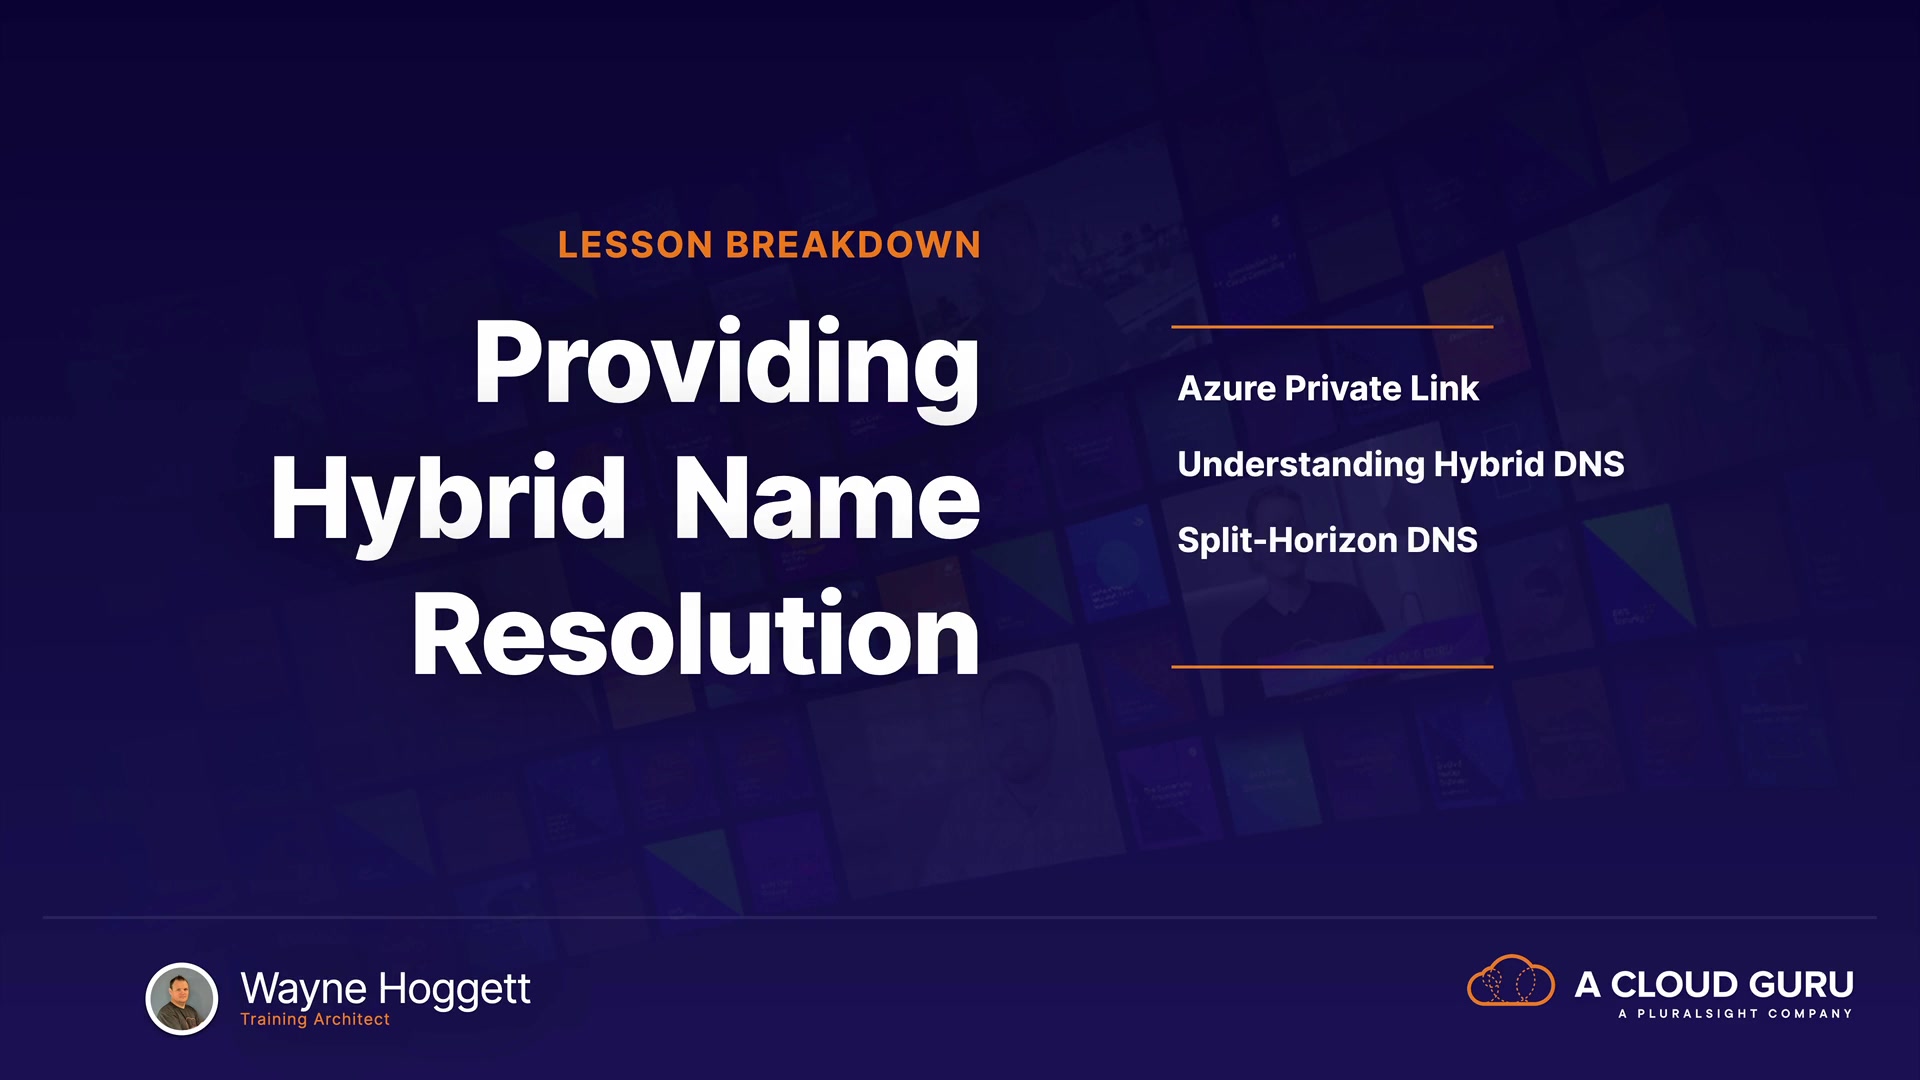 LESSON BREAKDOWN
Providing
Hybrid Name
Resolution
Azure Private Link
Understanding Hybrid DNS
Split-Horizon DNS
Wayne Hoggett
Training Architect
A CLOUD GURU
A PLURALSIGHT COMPANY